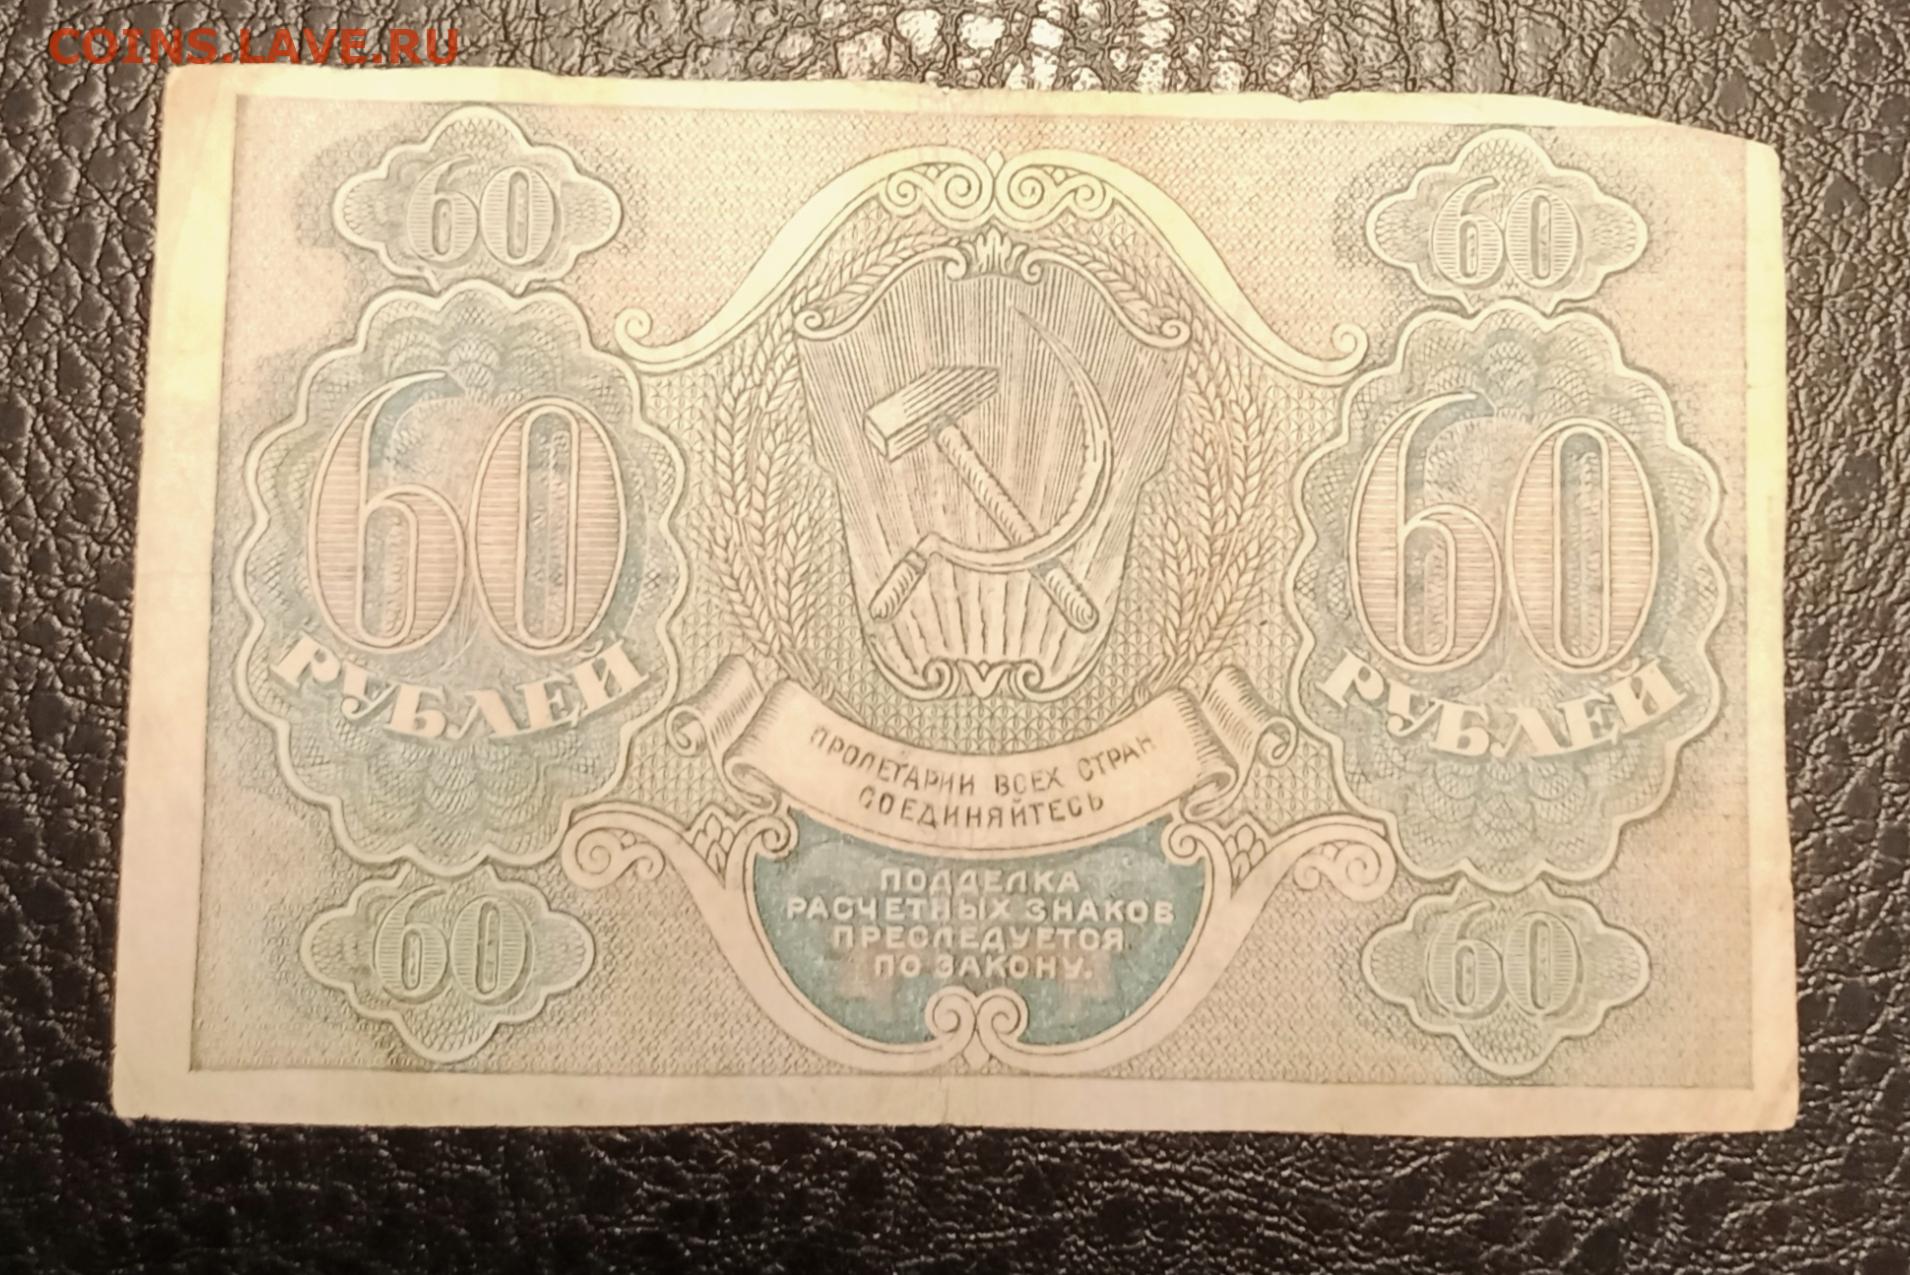 COINS.LAVE.RU
60
60
60
РУБЛЕЙ
60
РУБЛЕЙ
ПРОЛЕТАРИИ ВСЕХ СТРАН
СОЕДИНЯЙТЕСЬ
ПОДДЕЛКА
РАСЧЕТНЫХ ЗНАКОВ
ПРЕСЛЕДУЕТСЯ
ПО ЗАКОНУ.
60
60